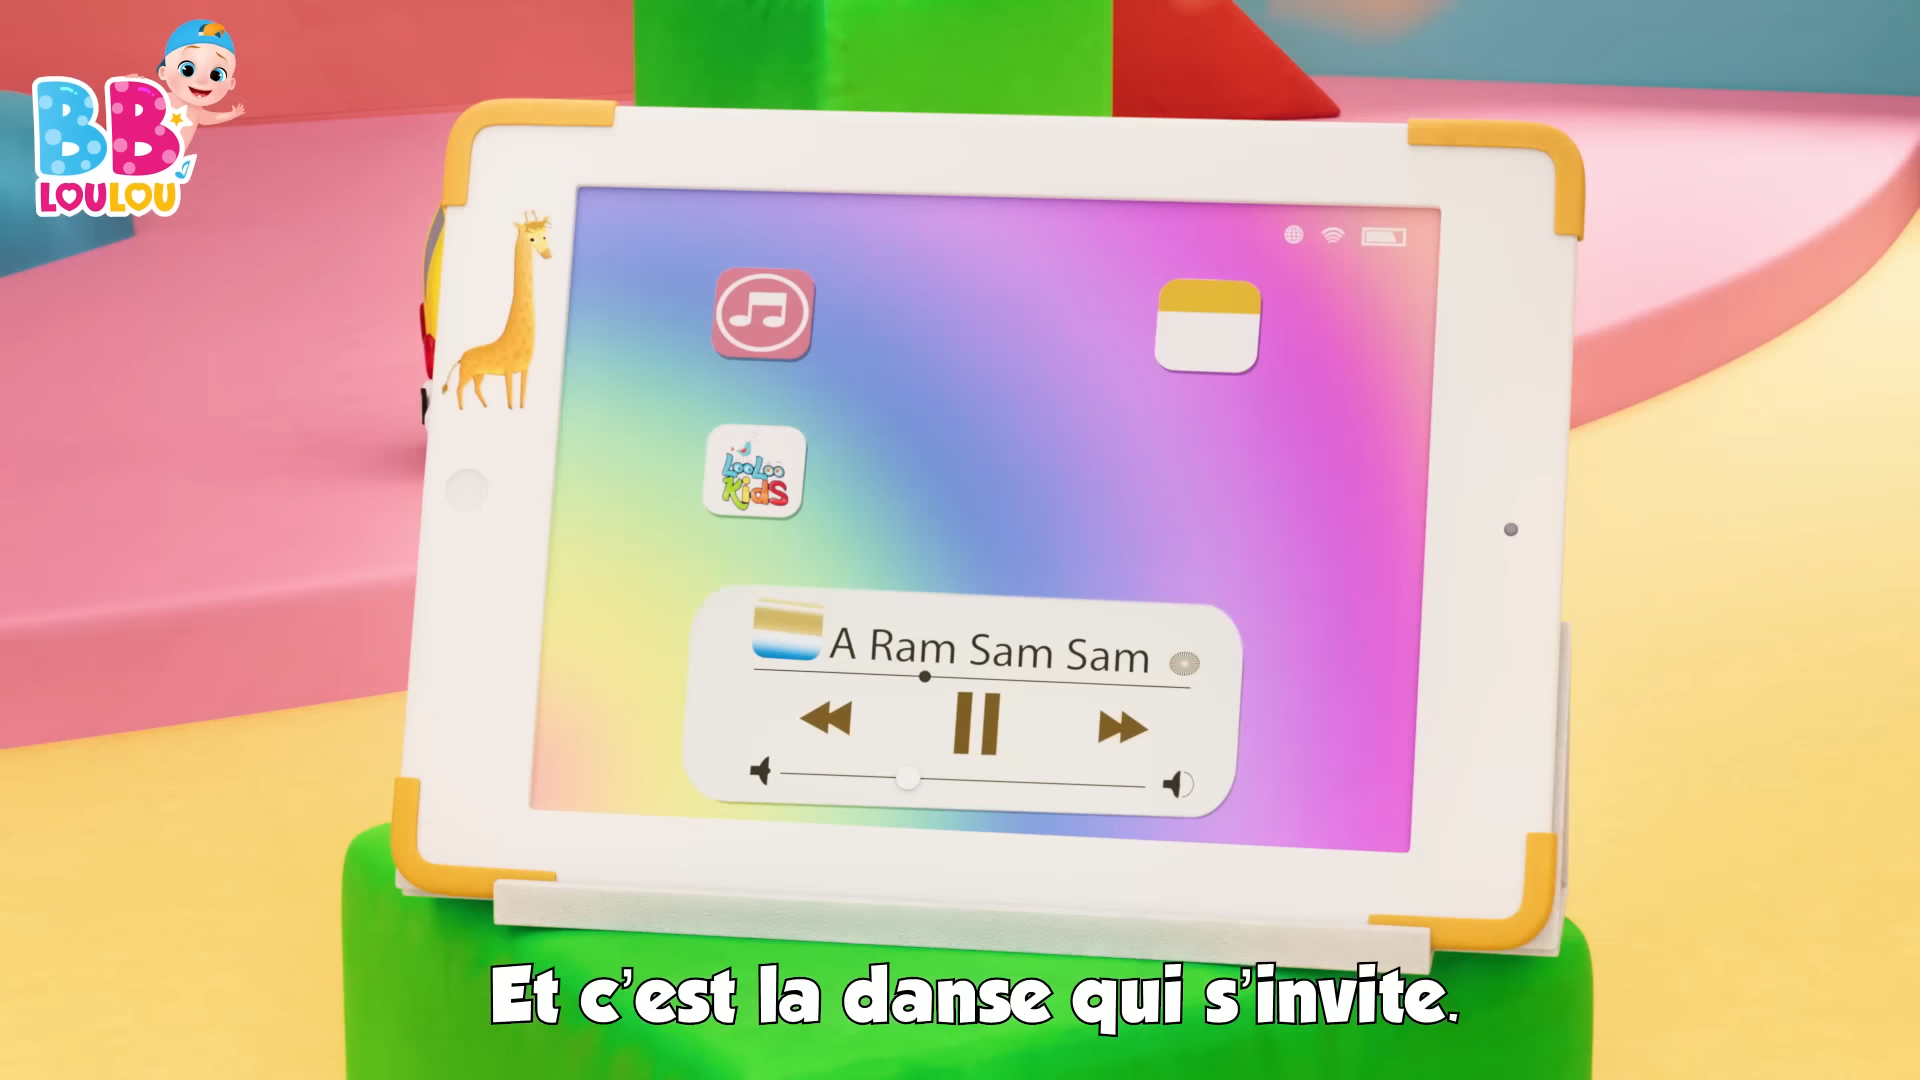 BB
LOULOU
LooLoo
Kids
A Ram Sam Sam
Et c'est la danse qui s'invite.